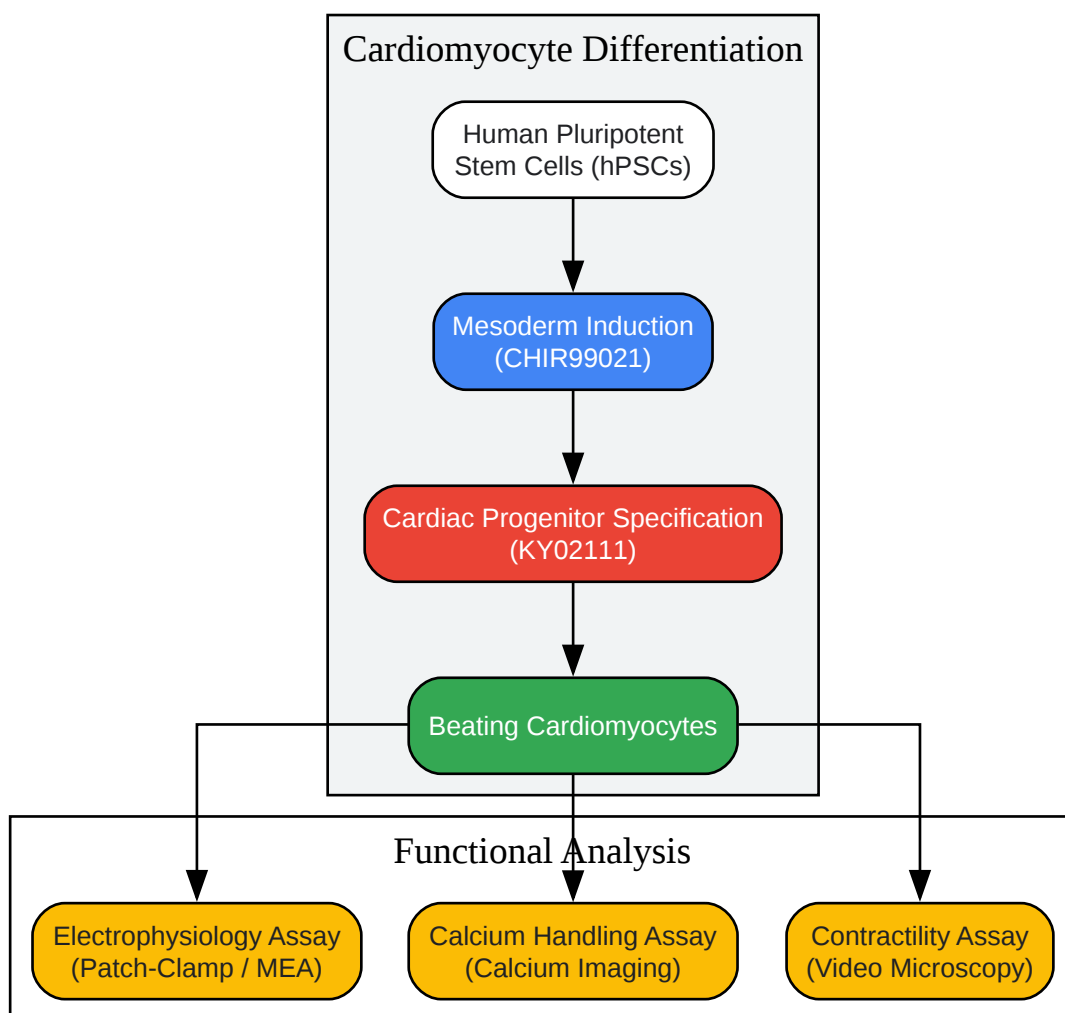 Cardiomyocyte Differentiation
Human Pluripotent
Stem Cells (hPSCs)
Mesoderm Induction
(CHIR99021)
Cardiac Progenitor Specification
(KY02111)
Beating Cardiomyocytes
Functional Analysis
Electrophysiology Assay
(Patch-Clamp / MEA)
Calcium Handling Assay
(Calcium Imaging)
Contractility Assay
(Video Microscopy)